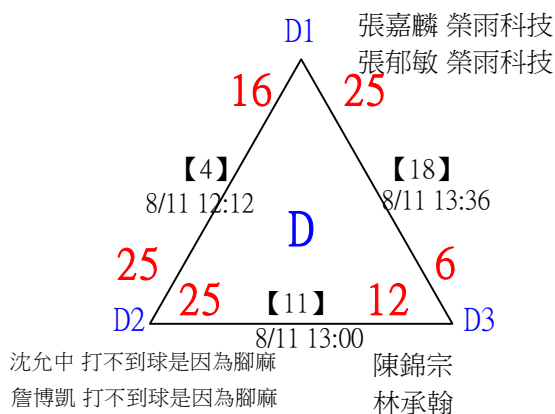 D1
張嘉麟 榮雨科技
張郁敏 榮雨科技
16 25
【4】 【18】
8/11 12:12 8/11 13:36
D
25 6
25 【11】 12
D2 D3
8/11 13:00
沈允中 打不到球是因為腳麻 陳錦宗
詹博凱 打不到球是因為腳麻 林承翰